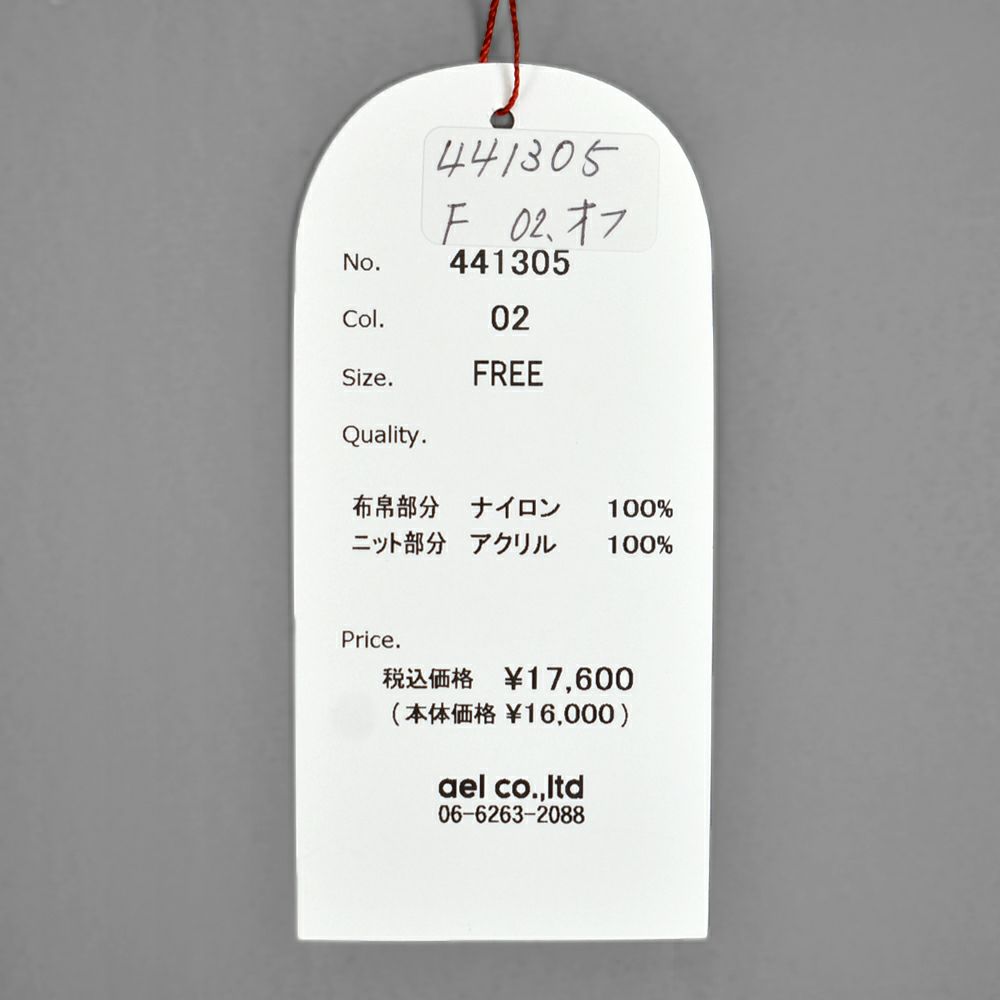 441305
F 02.オフ
No. 441305
Col. 02
Size. FREE
Quality.
布帛部分 ナイロン 100%
ニット部分 アクリル 100%
Price.
税込価格 ¥17,600
(本体価格 ¥16,000)
ael co.,ltd
06-6263-2088